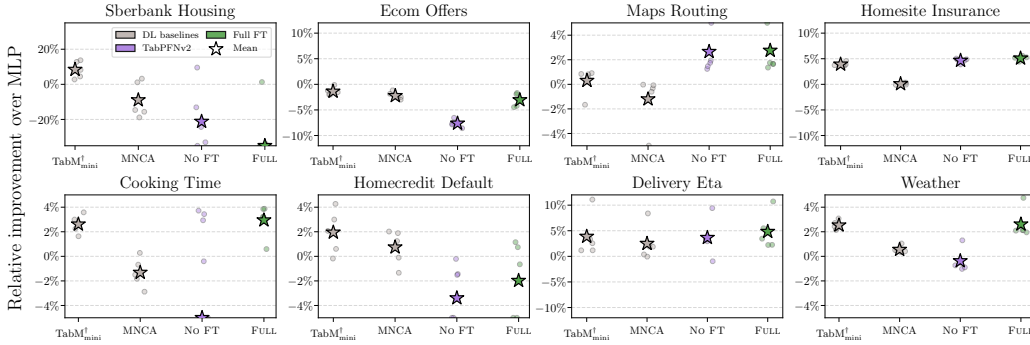 Relative improvement over MLP
Sberbank Housing
20%
0%
−20%
TabM†mini
MNCA
No FT
Full
DL baselines
TabPFNv2
Full FT
Mean
Ecom Offers
10%
5%
0%
−5%
−10%
TabM†mini
MNCA
No FT
Full
Maps Routing
4%
2%
0%
−2%
−4%
TabM†mini
MNCA
No FT
Full
Homesite Insurance
10%
5%
0%
−5%
−10%
TabM†mini
MNCA
No FT
Full
Cooking Time
4%
2%
0%
−2%
−4%
TabM†mini
MNCA
No FT
Full
Homecredit Default
4%
2%
0%
−2%
−4%
TabM†mini
MNCA
No FT
Full
Delivery Eta
10%
5%
0%
−5%
−10%
TabM†mini
MNCA
No FT
Full
Weather
4%
2%
0%
−2%
−4%
TabM†mini
MNCA
No FT
Full